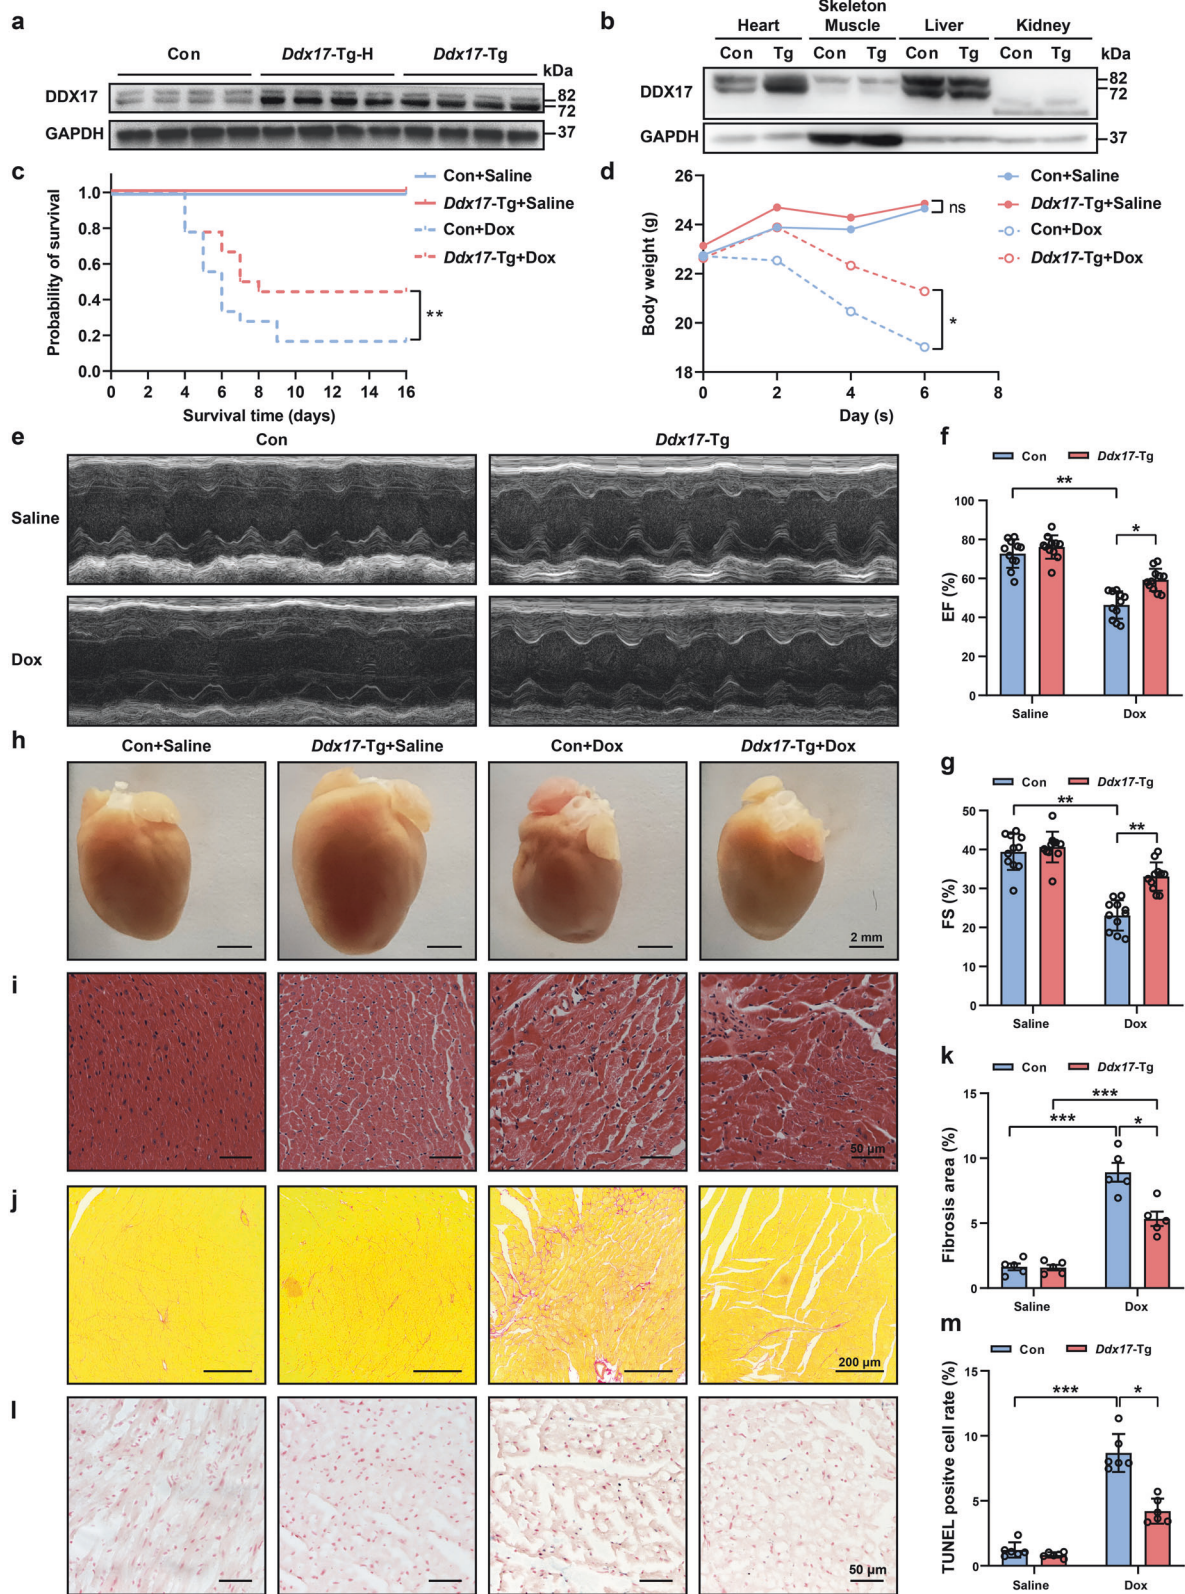 a
Con
Ddx17-Tg-H
Ddx17-Tg
kDa
DDX17
82
72
GAPDH
37
b
Heart
Skeleton
Muscle
Liver
Kidney
Con Tg Con Tg Con Tg Con Tg kDa
DDX17
82
72
GAPDH
37
c
Probability of survival
1.0
0.8
0.6
0.4
0.2
0.0
0 2 4 6 8 10 12 14 16
Survival time (days)
Con+Saline
Ddx17-Tg+Saline
Con+Dox
Ddx17-Tg+Dox
**
d
Body weight (g)
26
24
22
20
18
0 2 4 6 8
Day (s)
Con+Saline
Ddx17-Tg+Saline
Con+Dox
Ddx17-Tg+Dox
ns
*
e
Con
Ddx17-Tg
Saline
Dox
f
Con Ddx17-Tg
**
*
EF (%)
100
80
60
40
20
0
Saline Dox
h
Con+Saline
Ddx17-Tg+Saline
Con+Dox
Ddx17-Tg+Dox
2 mm
g
Con Ddx17-Tg
**
**
FS (%)
50
40
30
20
10
0
Saline Dox
i
50 µm
j
200 µm
k
Con Ddx17-Tg
***
***
*
Fibrosis area (%)
15
10
5
0
Saline Dox
l
50 µm
m
Con Ddx17-Tg
***
*
TUNEL positve cell rate (%)
15
10
5
0
Saline Dox